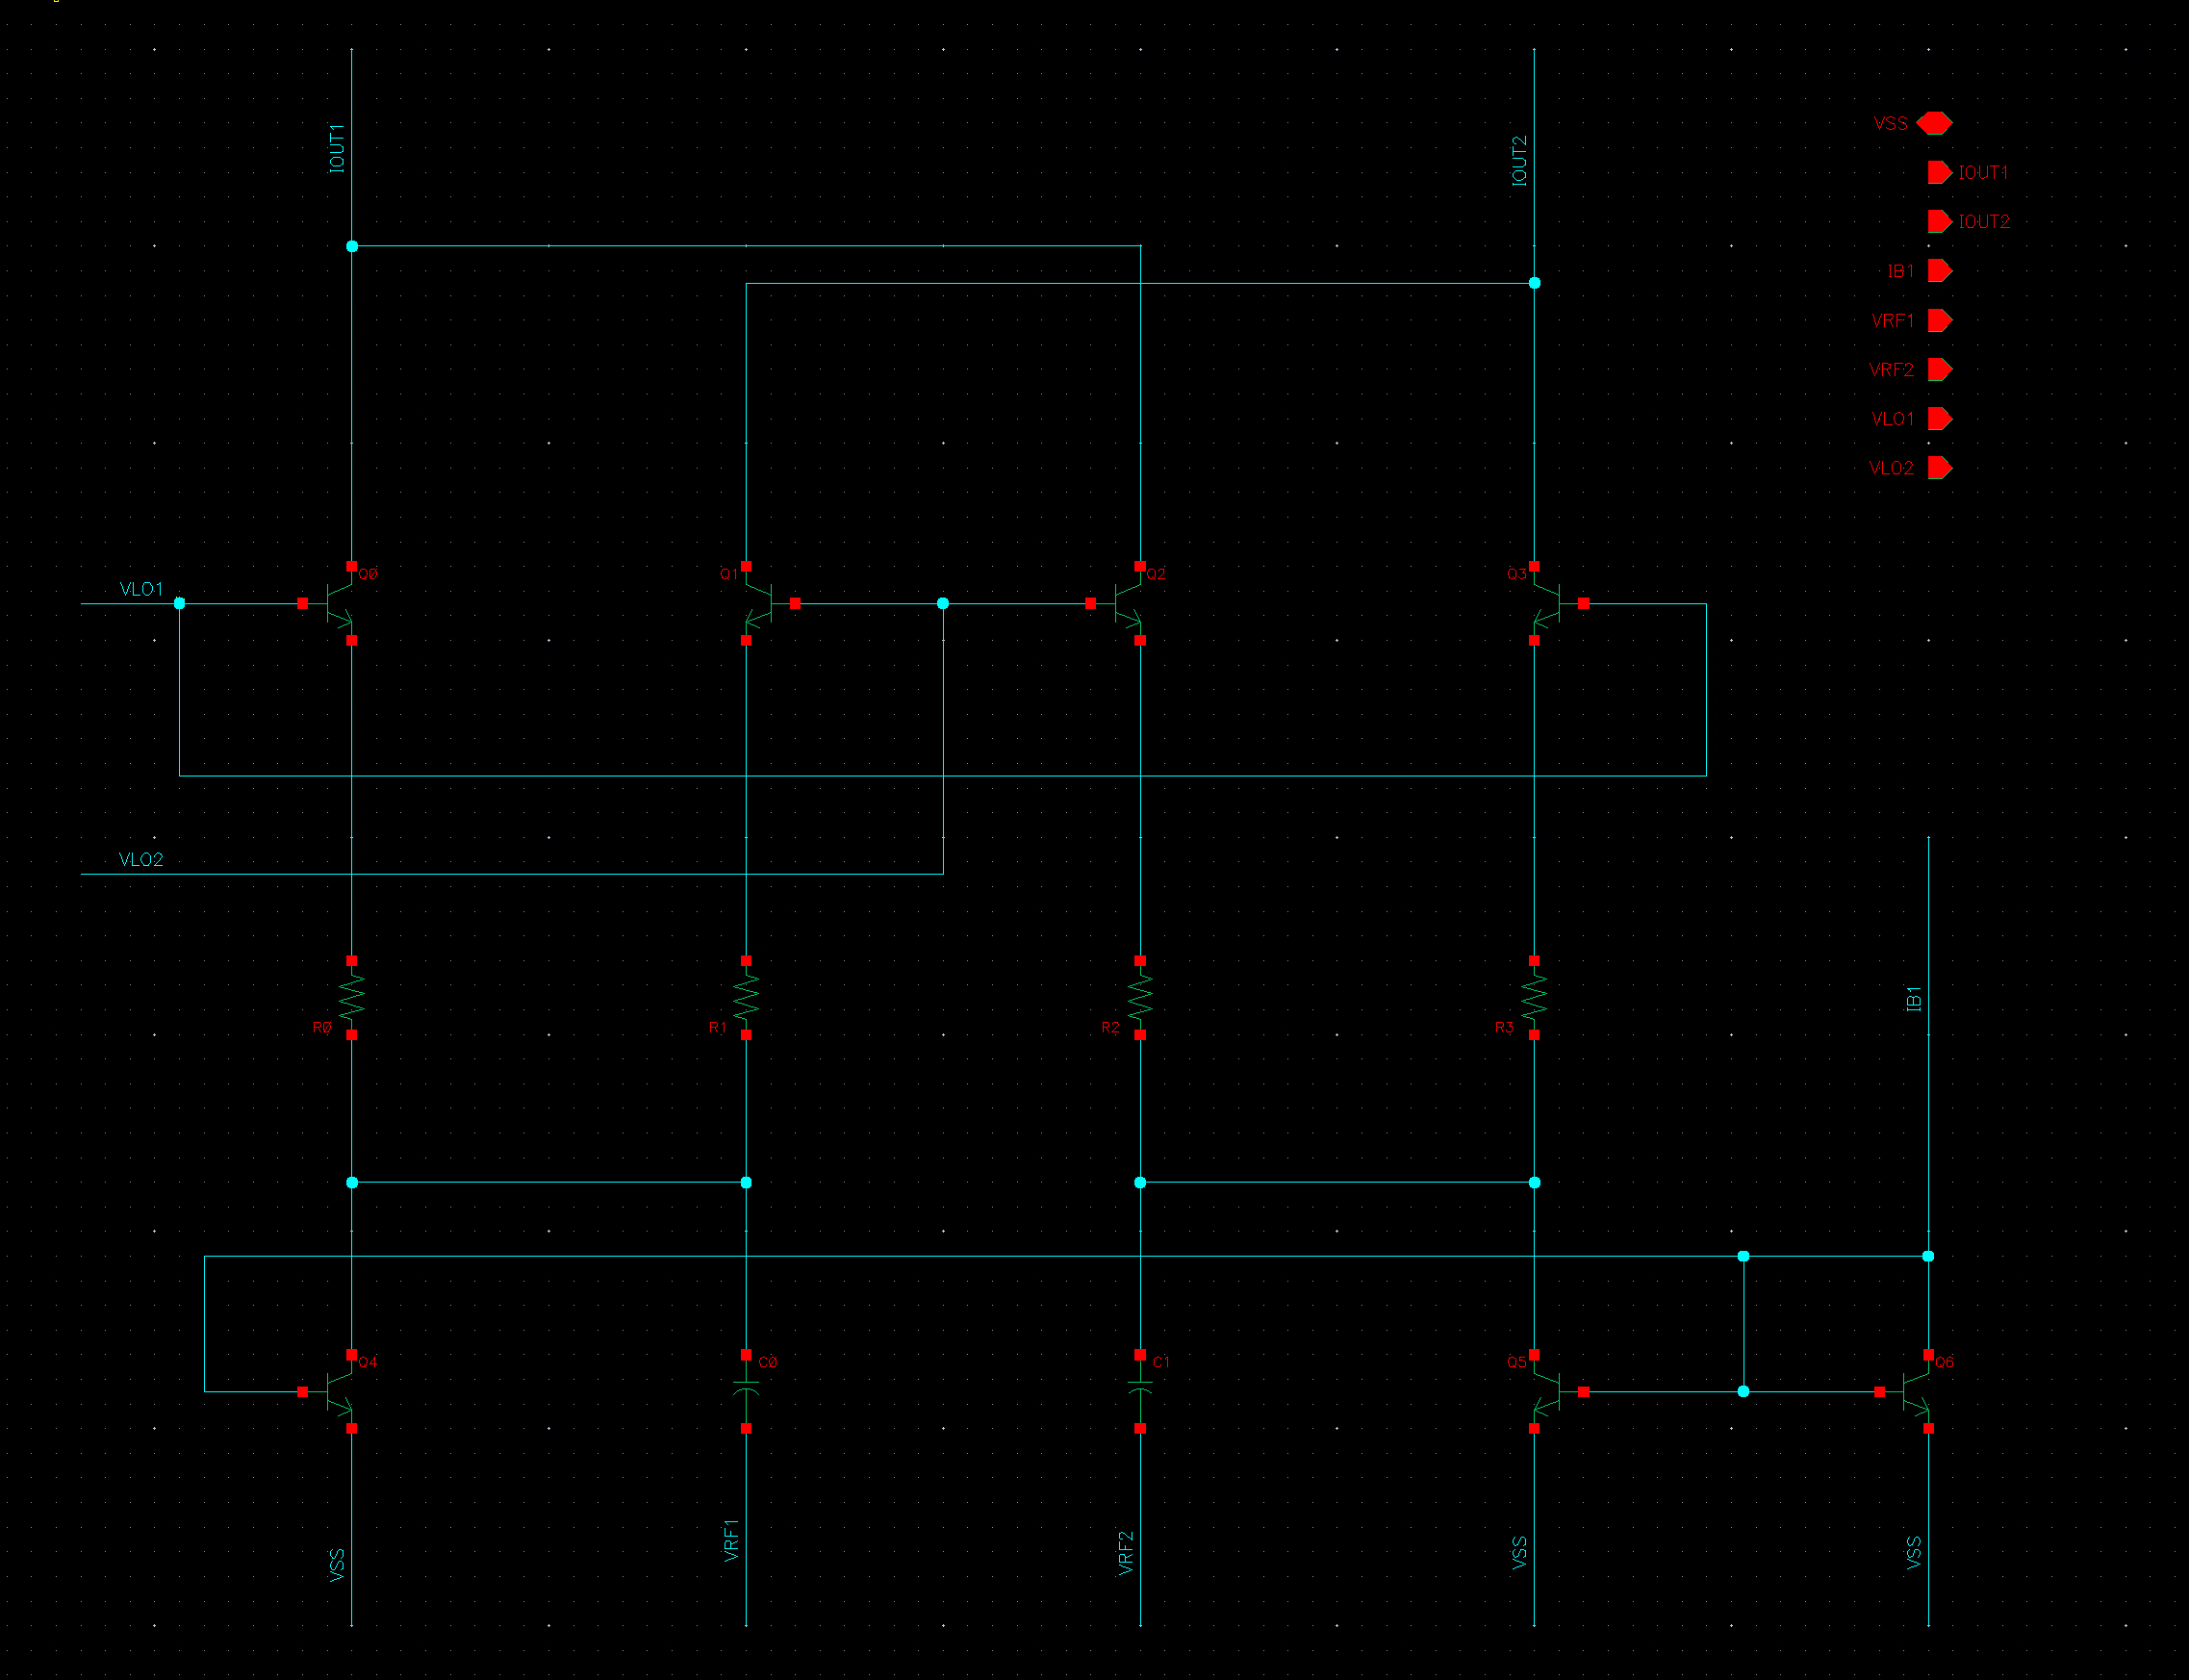 IOUT1
IOUT2
VSS
IOUT1
IOUT2
IB1
VRF1
VRF2
VLO1
VLO2
Q0
Q1
Q2
Q3
VLO1
VLO2
IB1
R0
R1
R2
R3
Q4
C0
C1
Q5
Q6
VSS
VRF1
VRF2
VSS
VSS